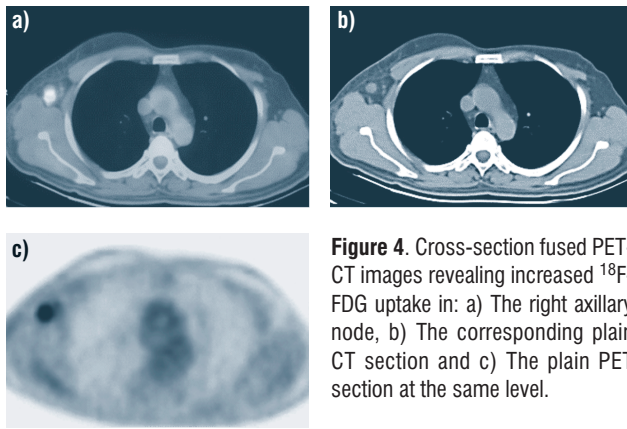 a)
b)
c)
Figure 4. Cross-section fused PET-
CT images revealing increased ¹⁸F-
FDG uptake in: a) The right axillary
node, b) The corresponding plain
CT section and c) The plain PET
section at the same level.